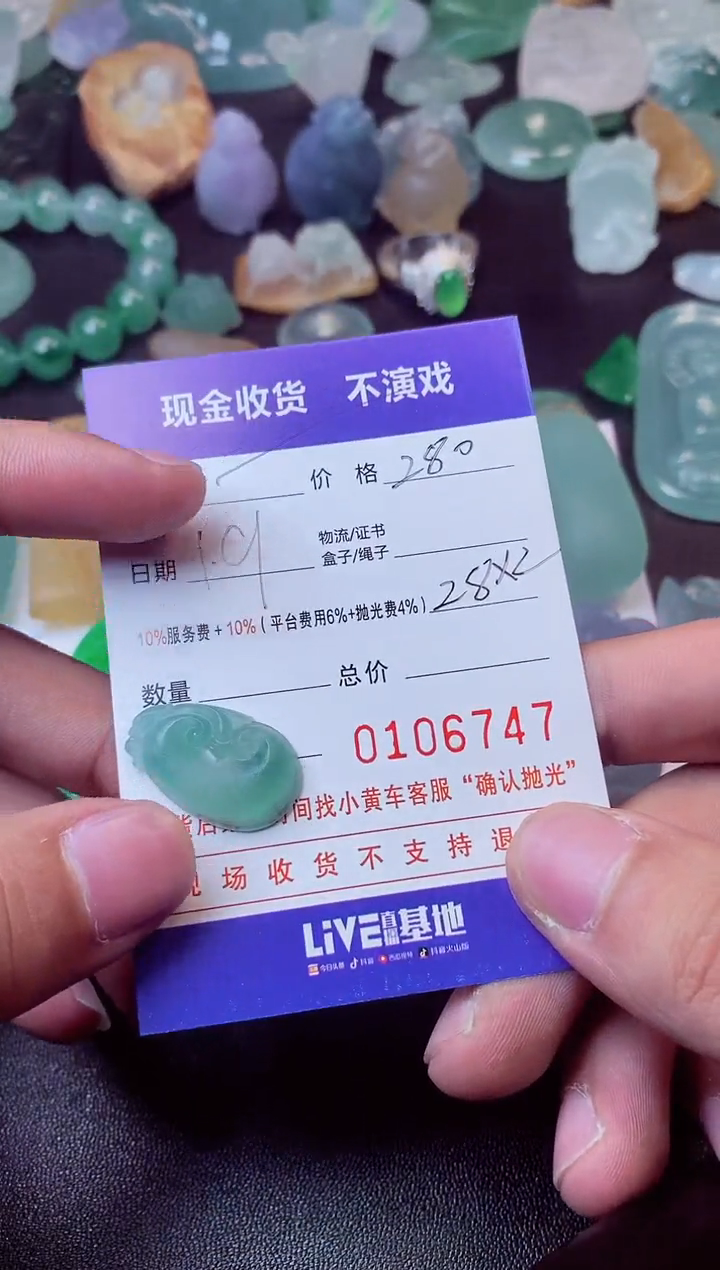 现金收货 不演戏
价 格 280
日期 1.9 物流/证书
盒子/绳子
10%服务费+10%(平台费用6%+抛光费4%) 28X2
数量 总价
0106747
间找小黄车客服“确认抛光”
现场收货不支持退
LiVE直播基地
今日头条 抖音 西瓜视频 抖音火山版